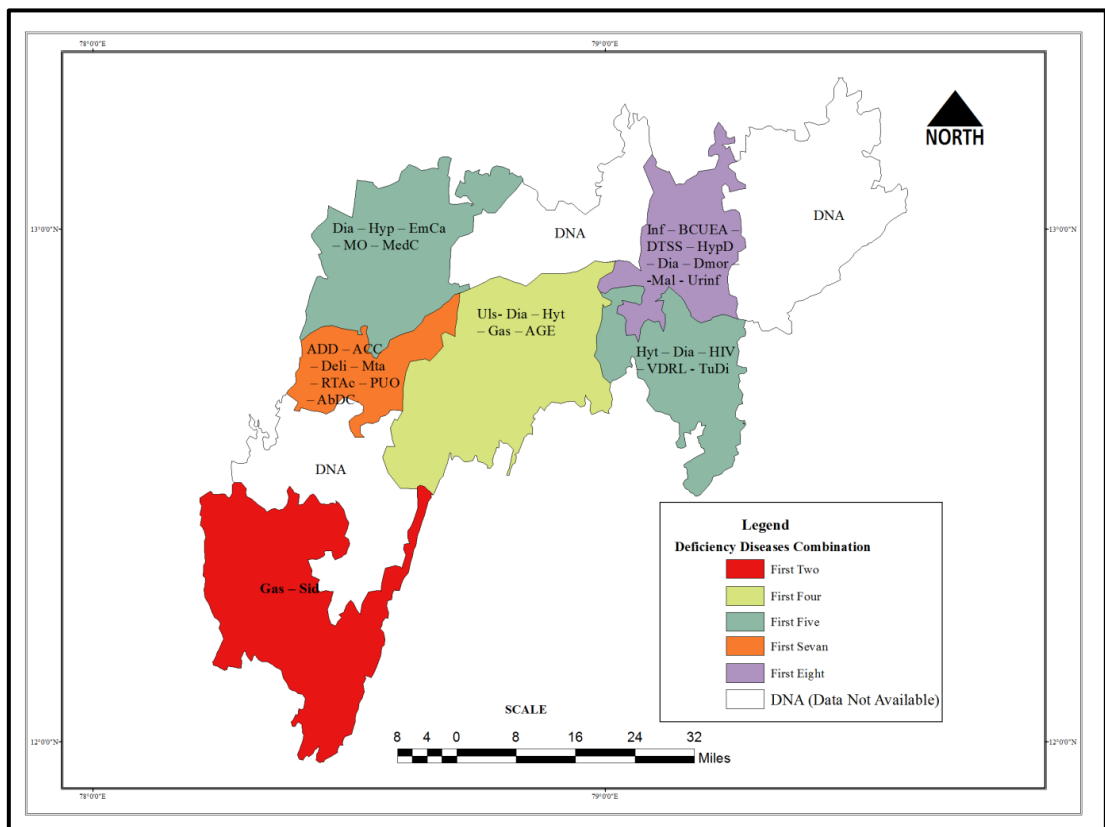 78°0'0"E
79°0'0"E
NORTH
13°0'0"N
13°0'0"N
Dia – Hyp – EmCa
– MO – MedC
DNA
Inf – BCUEA –
DTSS – HypD
– Dia – Dmor –
-Mal - Urinf
DNA
Uls- Dia – Hyt
– Gas – AGE
ADD – ACC
– Deli – Mta
– RTAc – PUO
– AbDC
Hyt – Dia – HIV
– VDRL - TuDi
DNA
Gas – Sid
Legend
Deficiency Diseases Combination
First Two
First Four
First Five
First Sevan
First Eight
DNA (Data Not Available)
SCALE
8 4 0 8 16 24 32
Miles
12°0'0"N
12°0'0"N
78°0'0"E
79°0'0"E